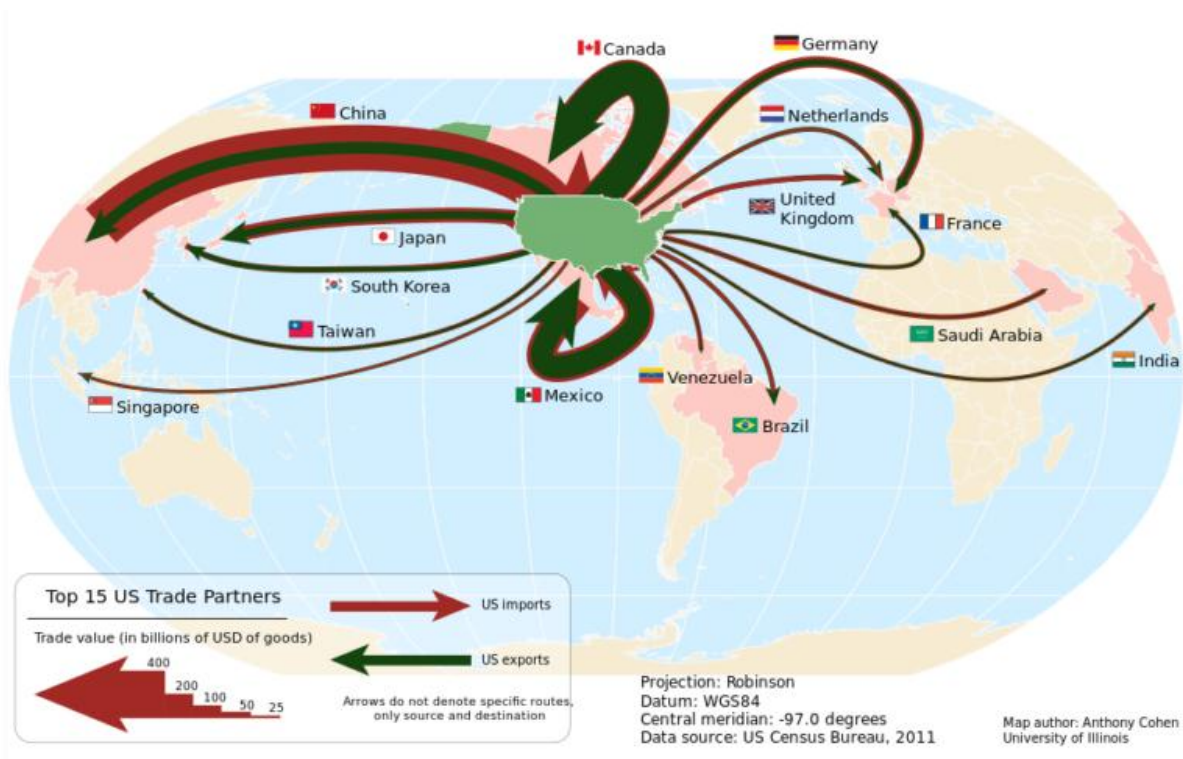 Canada
Germany
China
Netherlands
United
Kingdom
France
Japan
South Korea
Taiwan
Saudi Arabia
India
Venezuela
Mexico
Singapore
Brazil
Top 15 US Trade Partners
US imports
Trade value (in billions of USD of goods)
US exports
400
200
100
50
25
Arrows do not denote specific routes,
only source and destination
Projection: Robinson
Datum: WGS84
Central meridian: -97.0 degrees
Data source: US Census Bureau, 2011
Map author: Anthony Cohen
University of Illinois